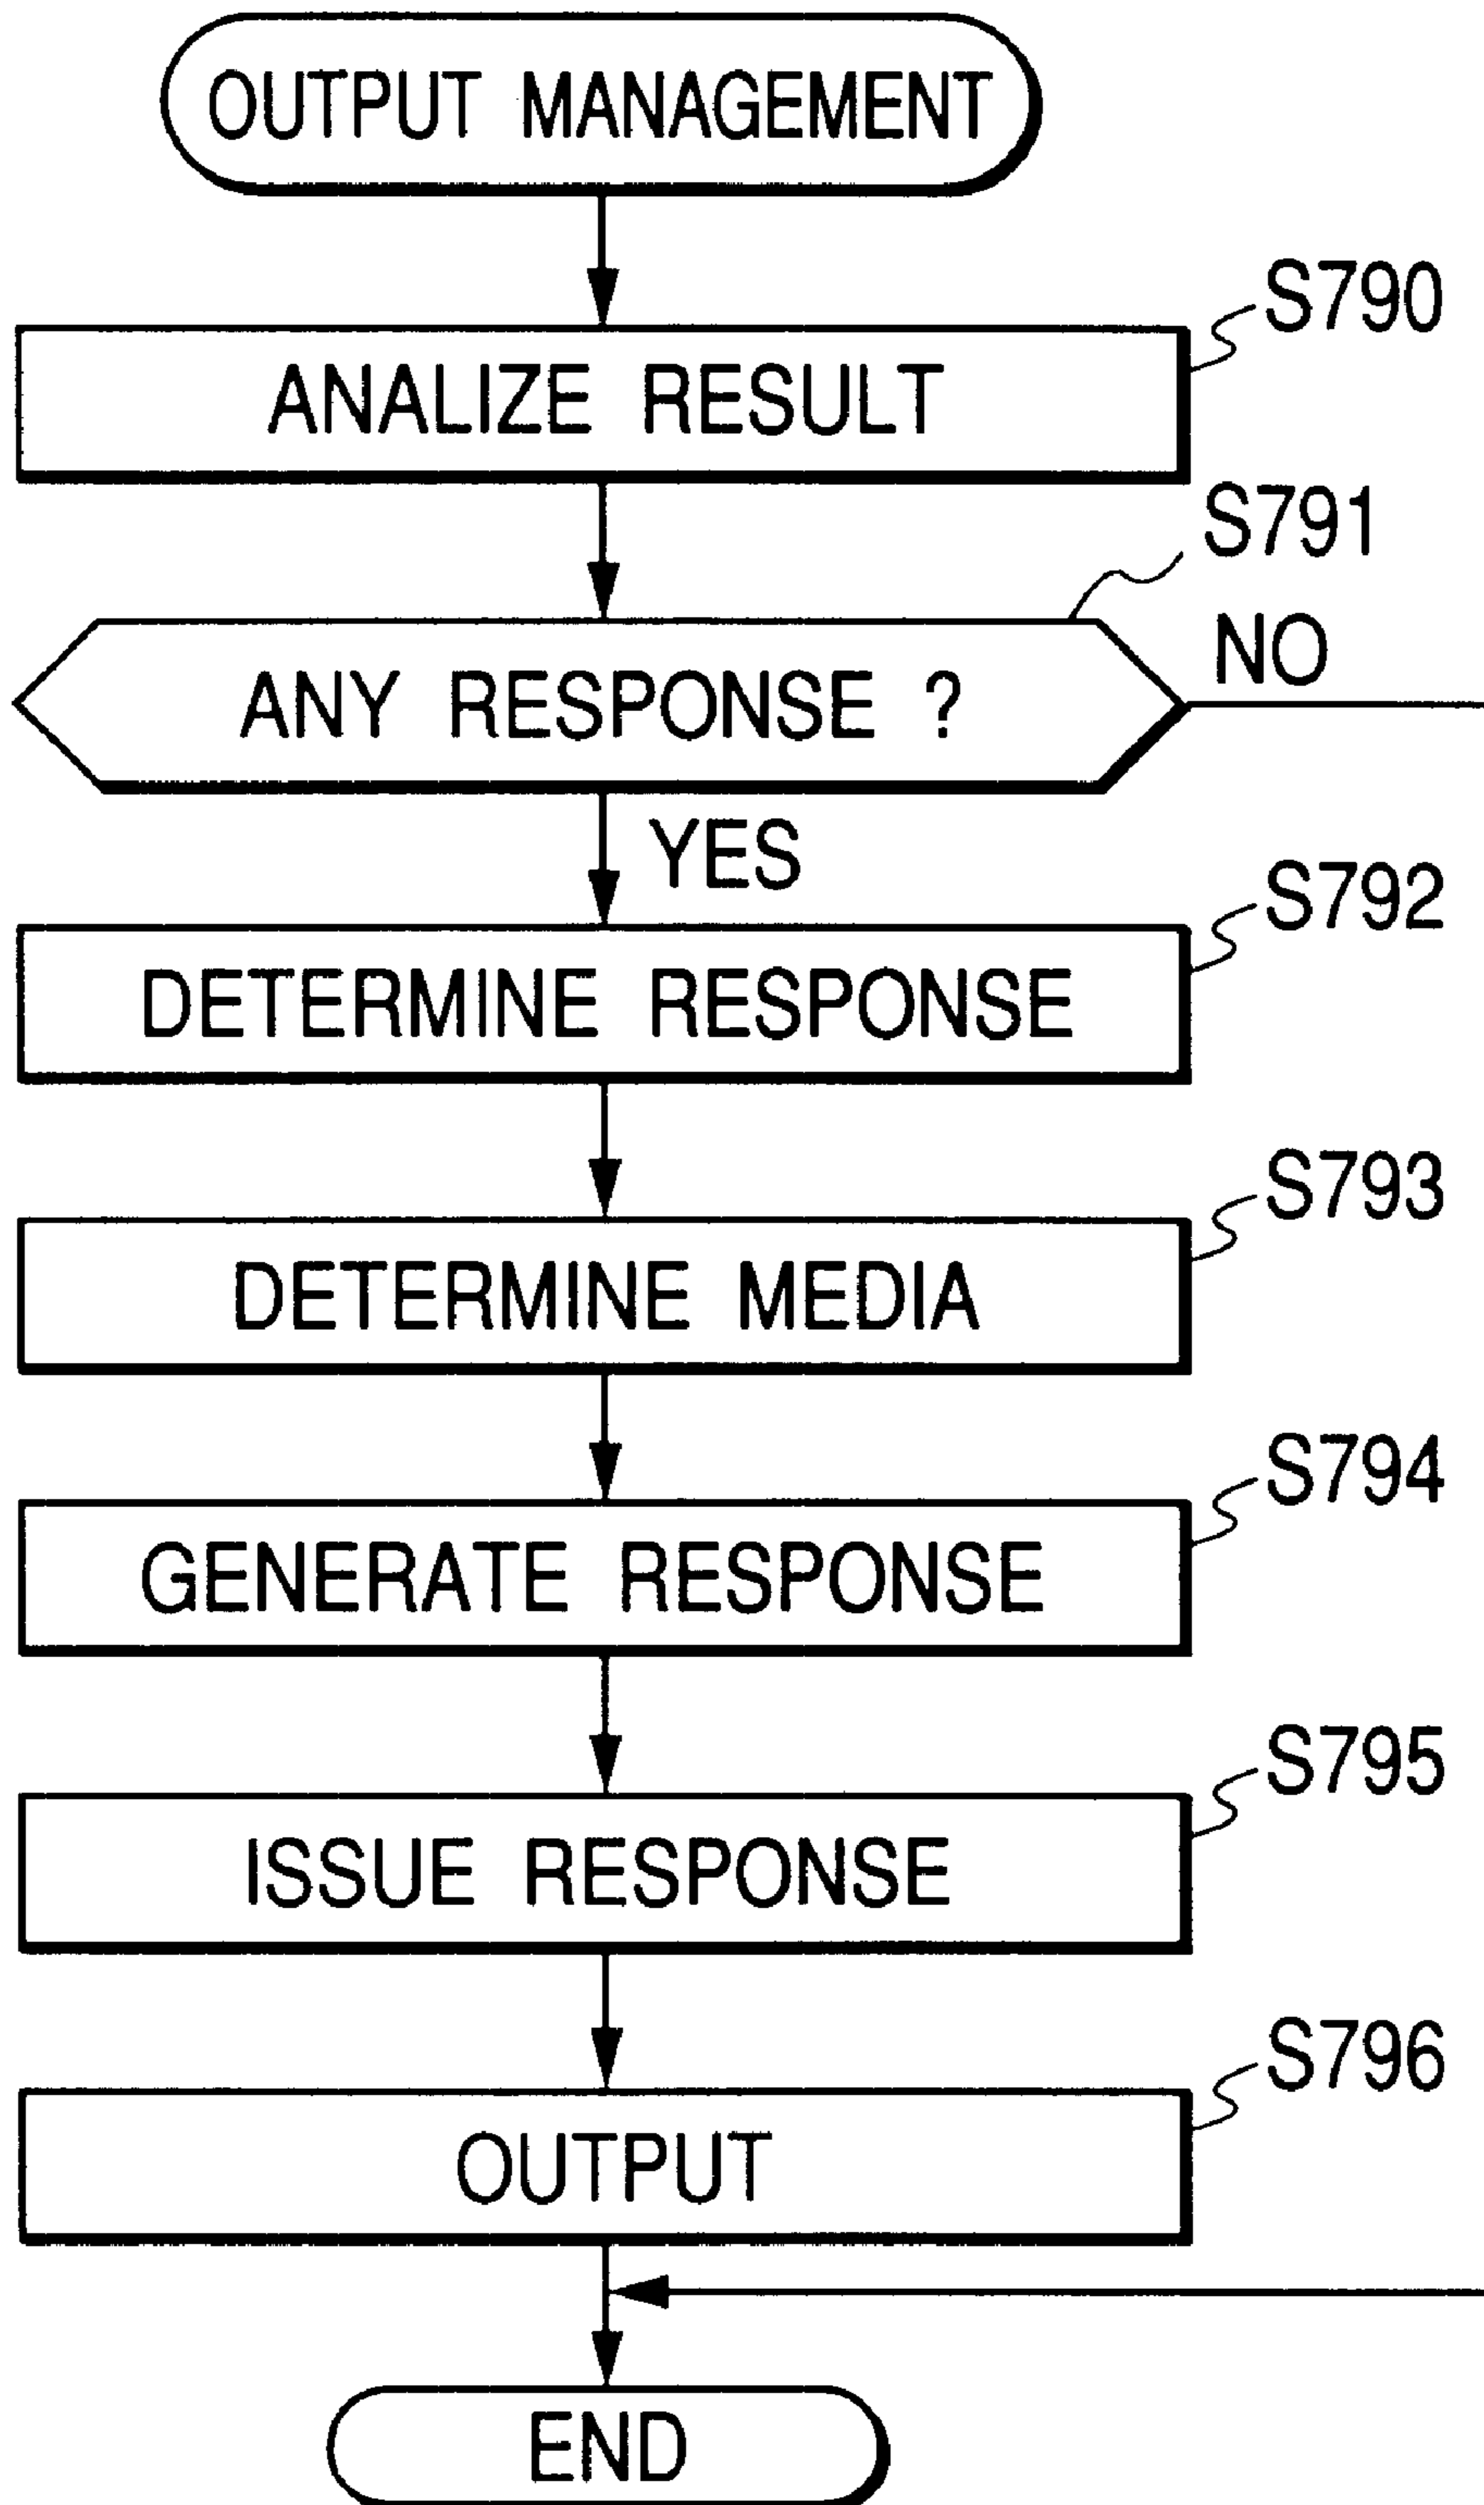 OUTPUT MANAGEMENT
S790
ANALIZE RESULT
S791
ANY RESPONSE ?
NO
YES
S792
DETERMINE RESPONSE
S793
DETERMINE MEDIA
S794
GENERATE RESPONSE
S795
ISSUE RESPONSE
S796
OUTPUT
END